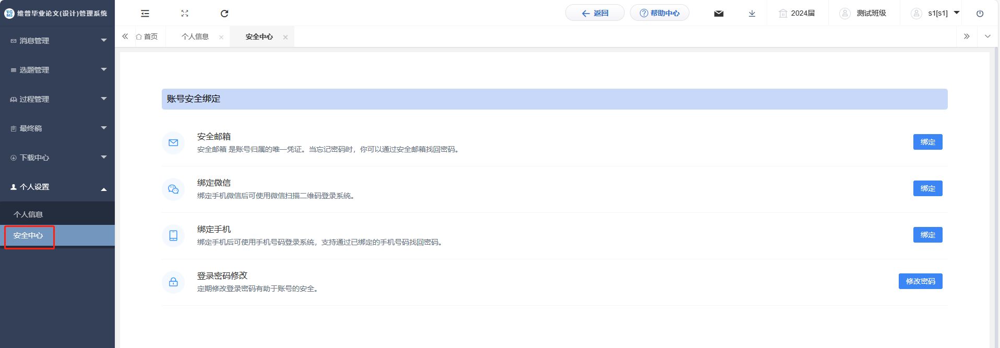 VG
MS
维普毕业论文(设计)管理系统
返回
帮助中心
2024届
测试班级
s1[s1]
首页
个人信息
安全中心
消息管理
选题管理
过程管理
最终稿
下载中心
个人设置
个人信息
安全中心
账号安全绑定
安全邮箱
安全邮箱 是账号归属的唯一凭证。当忘记密码时，你可以通过安全邮箱找回密码。
绑定
绑定微信
绑定手机微信后可使用微信扫描二维码登录系统。
绑定
绑定手机
绑定手机后可使用手机号码登录系统，支持通过已绑定的手机号码找回密码。
绑定
登录密码修改
定期修改登录密码有助于账号的安全。
修改密码